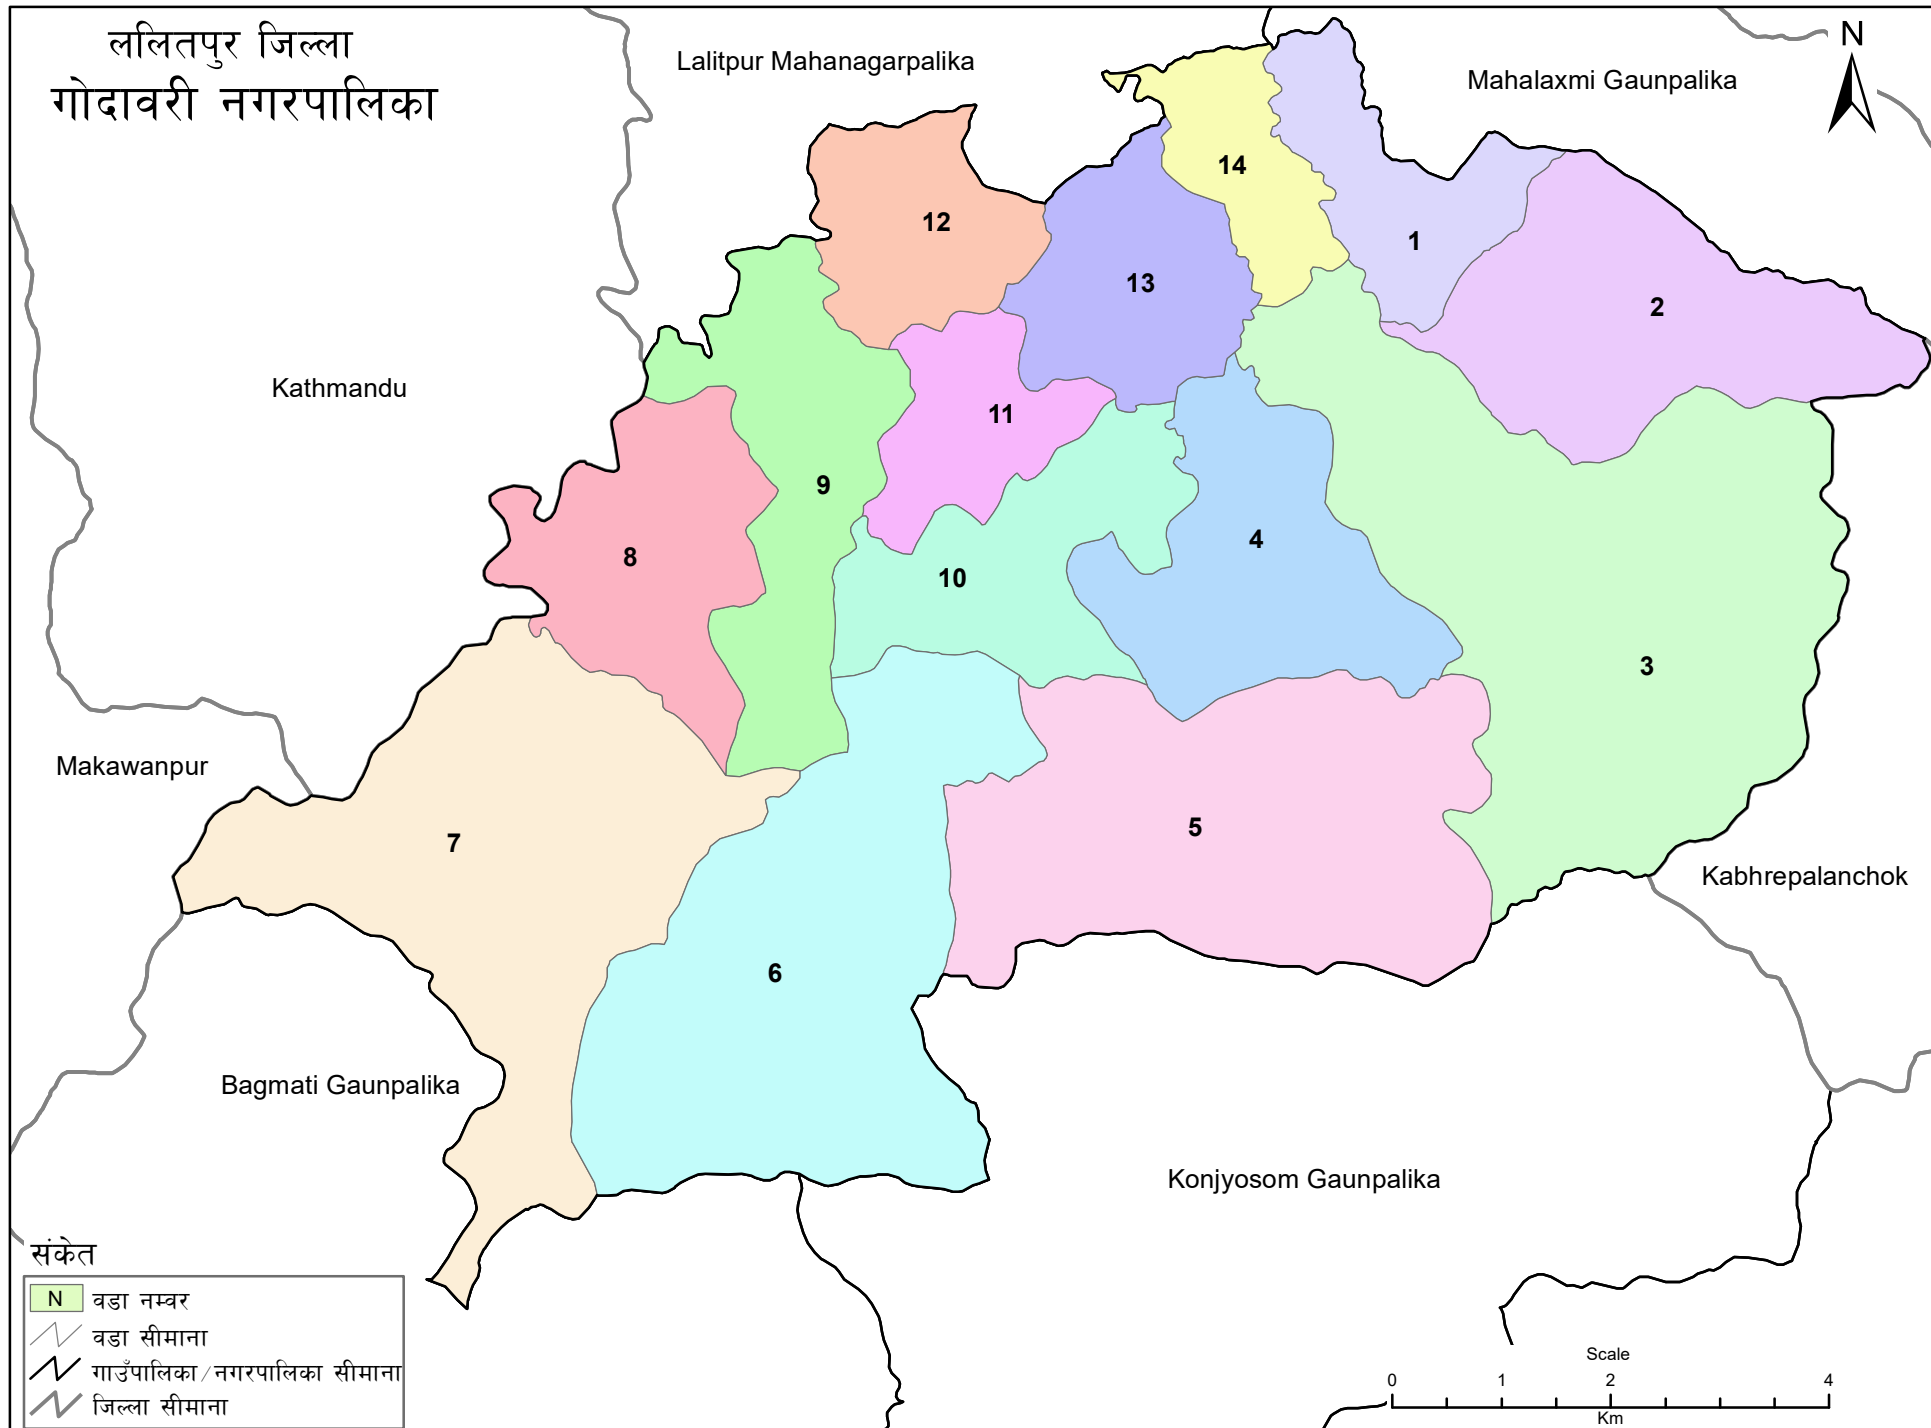 ललितपुर जिल्ला
गोदावरी नगरपालिका
Lalitpur Mahanagarpalika
Mahalaxmi Gaunpalika
N
14
12
1
13
2
Kathmandu
11
9
4
8
10
3
Makawanpur
7
5
Kabhrepalanchok
6
Bagmati Gaunpalika
Konjyosom Gaunpalika
संकेत
N वडा नम्वर
वडा सीमाना
गाउँपालिका/नगरपालिका सीमाना
जिल्ला सीमाना
Scale
0 1 2 4
Km